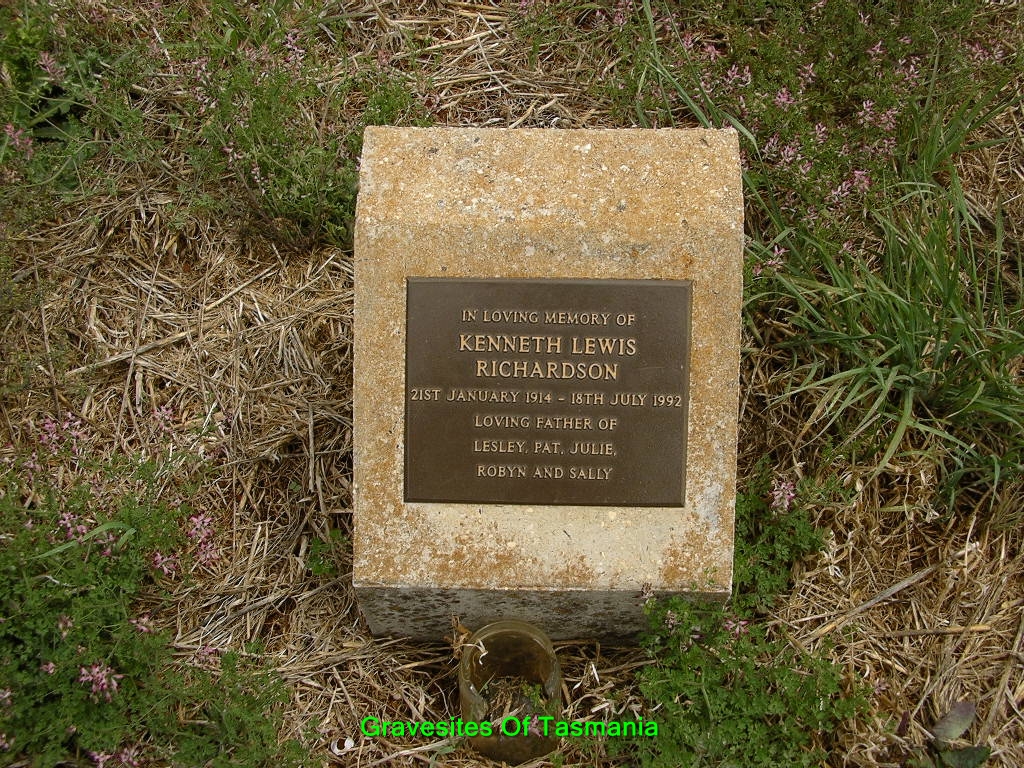 IN LOVING MEMORY OF
KENNETH LEWIS
RICHARDSON
21ST JANUARY 1914 - 18TH JULY 1992
LOVING FATHER OF
LESLEY, PAT, JULIE,
ROBYN AND SALLY
Gravesites Of Tasmania